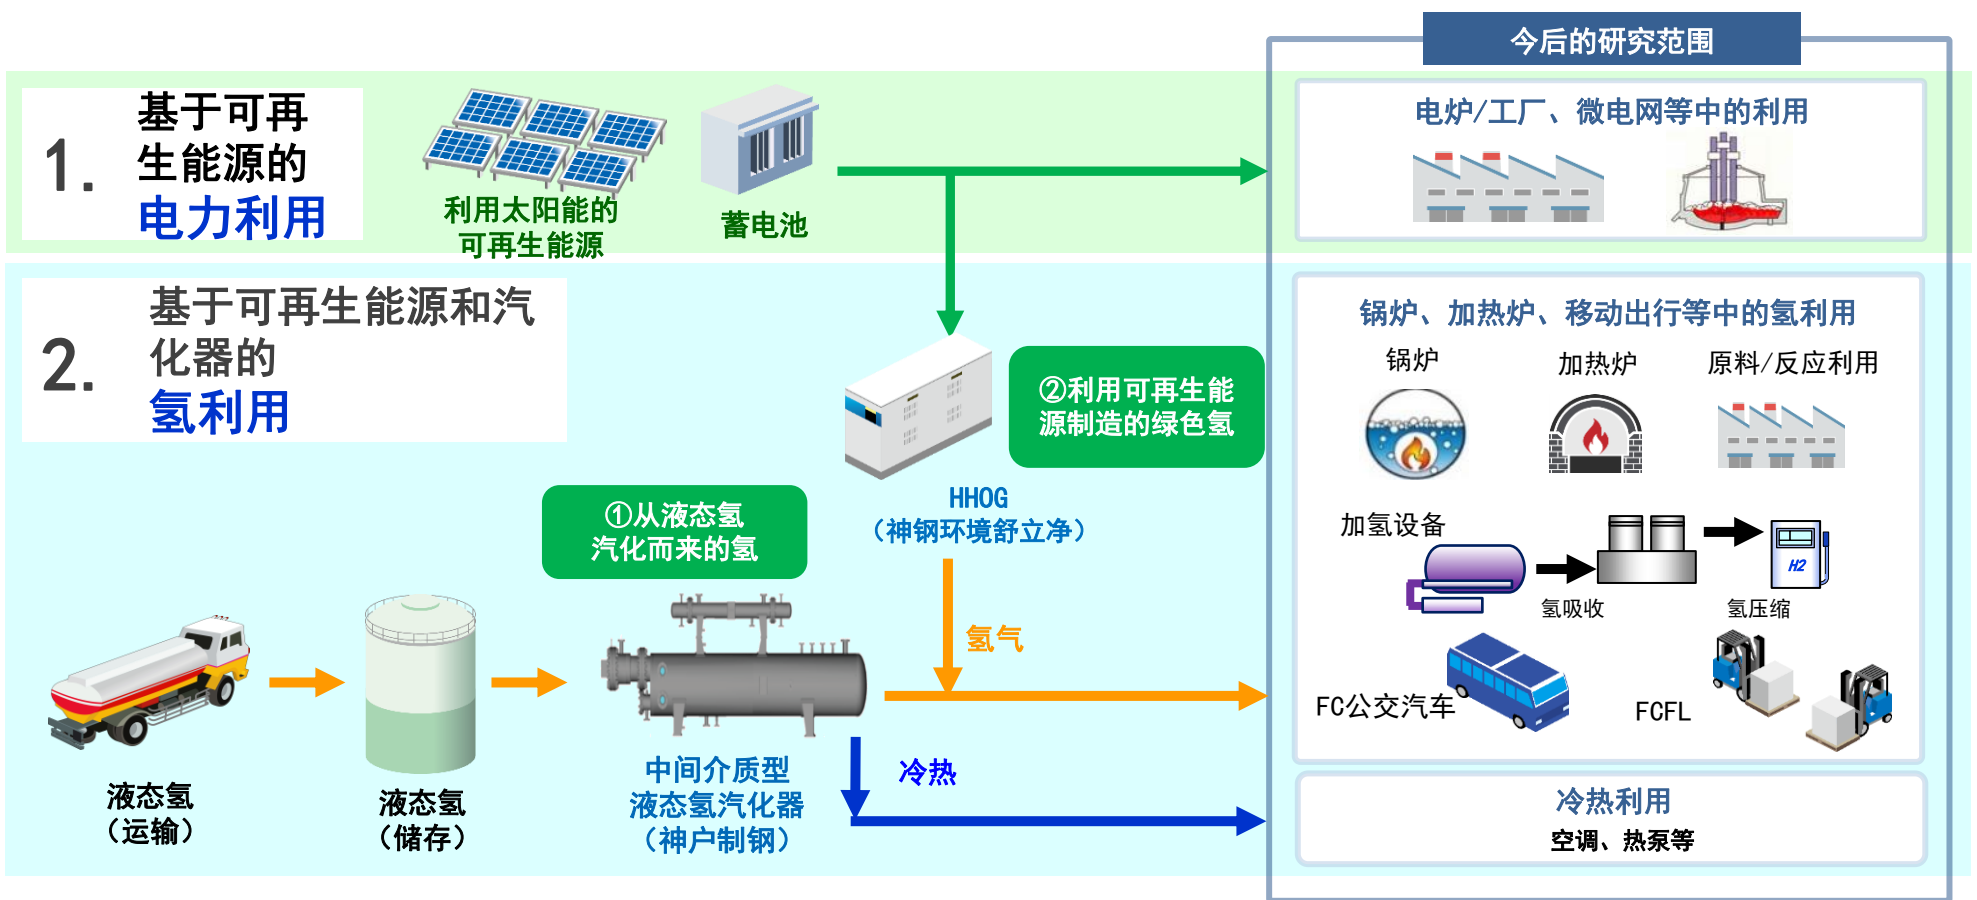 今后的研究范围
1.
基于可再
生能源的
电力利用
利用太阳能的
可再生能源
蓄电池
电炉/工厂、微电网等中的利用
2.
基于可再生能源和汽
化器的
氢利用
②利用可再生能
源制造的绿色氢
HHOG
（神钢环境舒立净）
①从液态氢
汽化而来的氢
氢气
液态氢
（运输）
液态氢
（储存）
中间介质型
液态氢汽化器
（神户制钢）
冷热
锅炉、加热炉、移动出行等中的氢利用
锅炉
加热炉
原料/反应利用
加氢设备
H2
氢吸收
氢压缩
FC公交汽车
FCFL
冷热利用
空调、热泵等